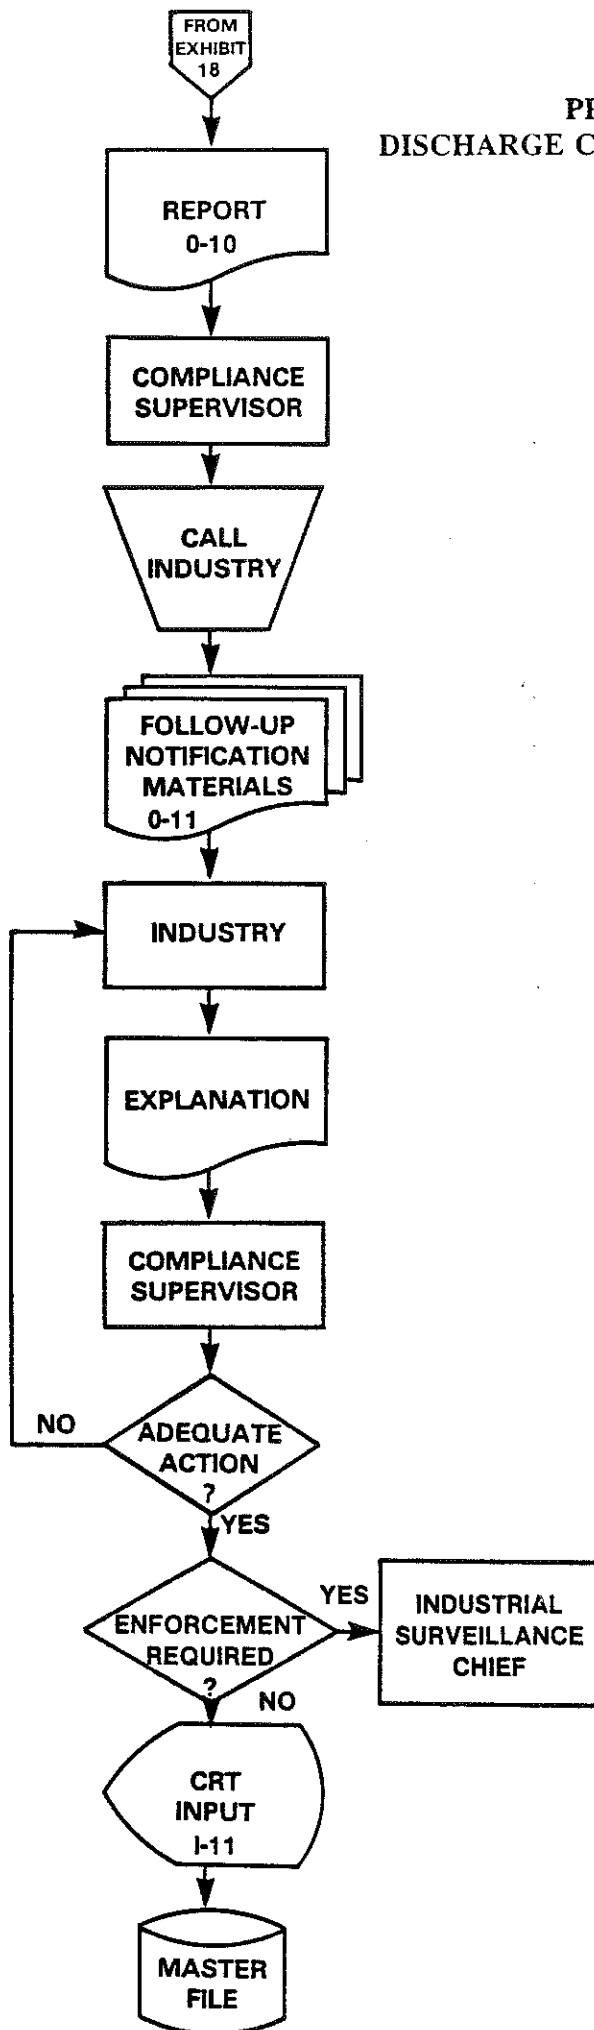 FROM
EXHIBIT
18
DISCHARGE C
REPORT
0-10
COMPLIANCE
SUPERVISOR
CALL
INDUSTRY
FOLLOW-UP
NOTIFICATION
MATERIALS
0-11
INDUSTRY
EXPLANATION
COMPLIANCE
SUPERVISOR
NO
ADEQUATE
ACTION
?
YES
ENFORCEMENT
REQUIRED
?
YES
INDUSTRIAL
SURVEILLANCE
CHIEF
NO
CRT
INPUT
I-11
MASTER
FILE